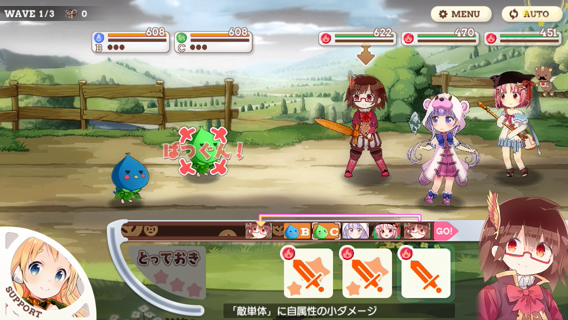 WAVE 1/3 0
MENU
AUTO
608
B
608
C
622
470
451
ばつぐん!
B C GO!
とっておき
SUPPORT
「敵単体」に自属性の小ダメージ